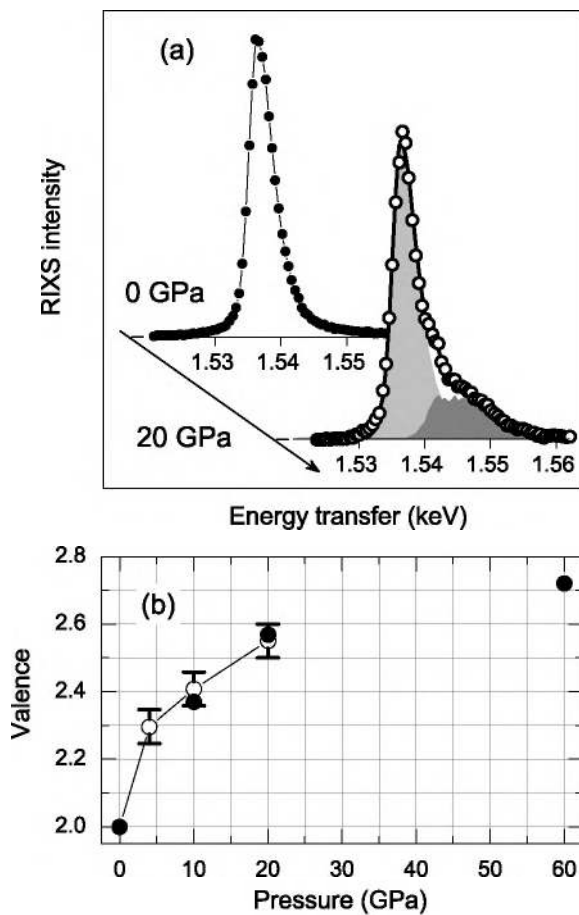 (a)
RIXS intensity
0 GPa
1.53 1.54 1.55
20 GPa
1.53 1.54 1.55 1.56
Energy transfer (keV)
(b)
Valence
2.8
2.6
2.4
2.2
2.0
0 10 20 30 40 50 60
Pressure (GPa)